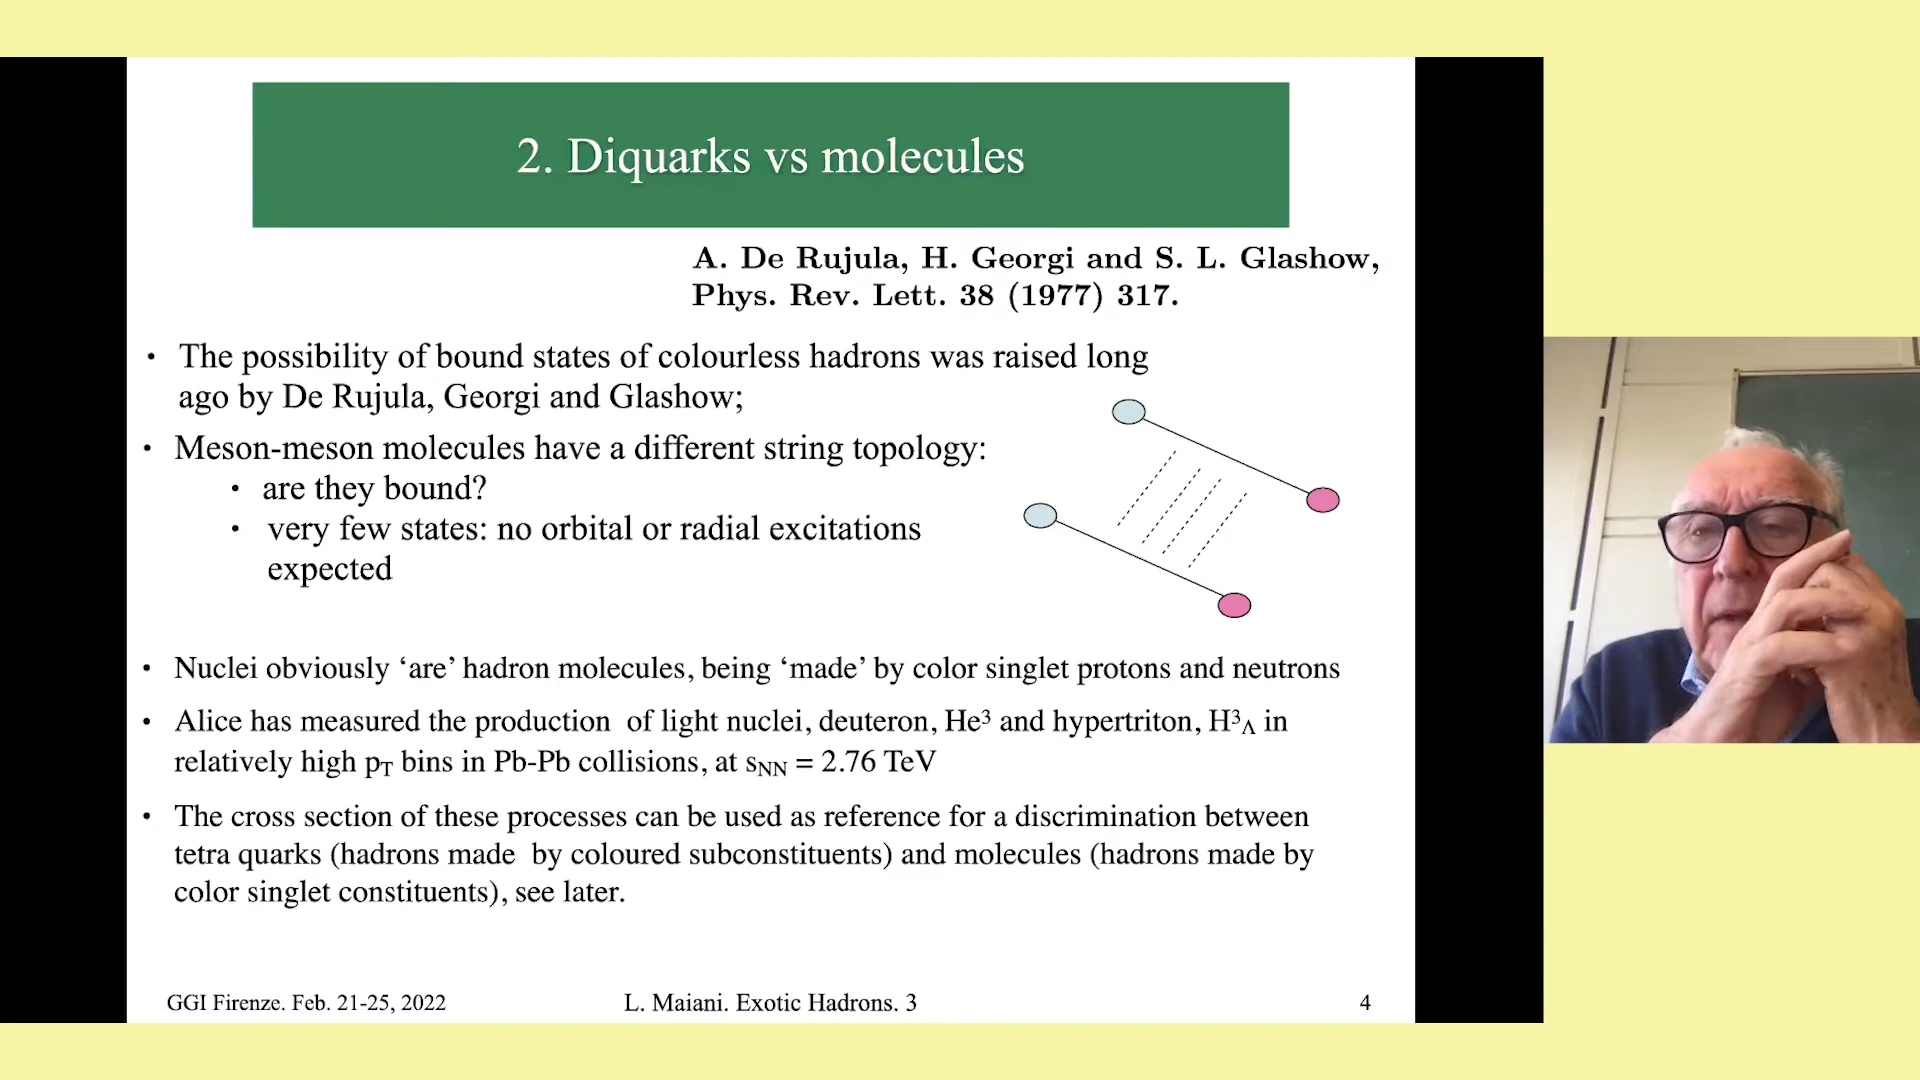 2. Diquarks vs molecules
A. De Rujula, H. Georgi and S. L. Glashow,
Phys. Rev. Lett. 38 (1977) 317.
• The possibility of bound states of colourless hadrons was raised long
ago by De Rujula, Georgi and Glashow;
• Meson-meson molecules have a different string topology:
• are they bound?
• very few states: no orbital or radial excitations
expected
• Nuclei obviously ‘are’ hadron molecules, being ‘made’ by color singlet protons and neutrons
• Alice has measured the production of light nuclei, deuteron, He³ and hypertriton, H³Λ in
relatively high pT bins in Pb-Pb collisions, at sNN = 2.76 TeV
• The cross section of these processes can be used as reference for a discrimination between
tetra quarks (hadrons made by coloured subconstituents) and molecules (hadrons made by
color singlet constituents), see later.
GGI Firenze. Feb. 21-25, 2022
L. Maiani. Exotic Hadrons. 3
4